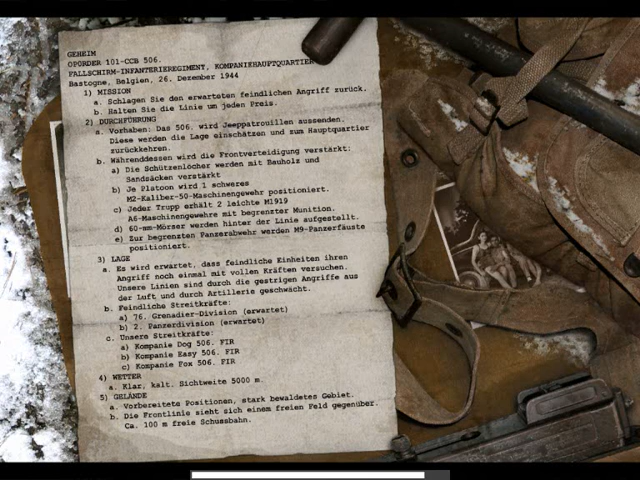 GEHEIM
OPORDER 101-CCB 506.
FALLSCHIRM-INFANTERIEREGIMENT, KOMPANIEHAUPTQUARTIER
Bastogne, Belgien, 26. Dezember 1944
1) MISSION
a. Schlagen Sie den erwarteten feindlichen Angriff zurück.
b. Halten Sie die Linie um jeden Preis.
2) DURCHFÜHRUNG
a. Vorhaben: Das 506. wird Jeeppatrouillen aussenden.
Diese werden die Lage einschätzen und zum Hauptquartier
zurückkehren.
b. Währenddessen wird die Frontverteidigung verstärkt:
a) Die Schützenlöcher werden mit Bauholz und
Sandsäcken verstärkt
b) Je Platoon wird 1 schweres
M2-Kaliber-50-Maschinengewehr positioniert.
c) Jeder Trupp erhält 2 leichte M1919
A6-Maschinengewehre mit begrenzter Munition.
d) 60-mm-Mörser werden hinter der Linie aufgestellt.
e) Zur begrenzten Panzerabwehr werden M9-Panzerfäuste
positioniert.
3) LAGE
a. Es wird erwartet, dass feindliche Einheiten ihren
Angriff noch einmal mit vollen Kräften versuchen.
Unsere Linien sind durch die gestrigen Angriffe aus
der Luft und durch Artillerie geschwächt.
b. Feindliche Streitkräfte:
a) 76. Grenadier-Division (erwartet)
b) 2. Panzerdivision (erwartet)
c. Unsere Streitkräfte:
a) Kompanie Dog 506. FIR
b) Kompanie Easy 506. FIR
c) Kompanie Fox 506. FIR
4) WETTER
a. Klar, kalt. Sichtweite 5000 m.
5) GELÄNDE
a. Vorbereitete Positionen, stark bewaldetes Gebiet.
b. Die Frontlinie sieht sich einem freien Feld gegenüber.
Ca. 100 m freie Schussbahn.